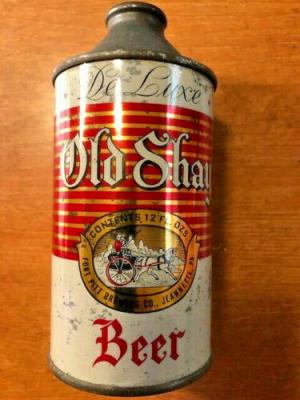 De Luxe
Old Shay
CONTENTS 12 FL. OZS
FORT PITT BREWING CO., JEANNETTE, PA
Beer